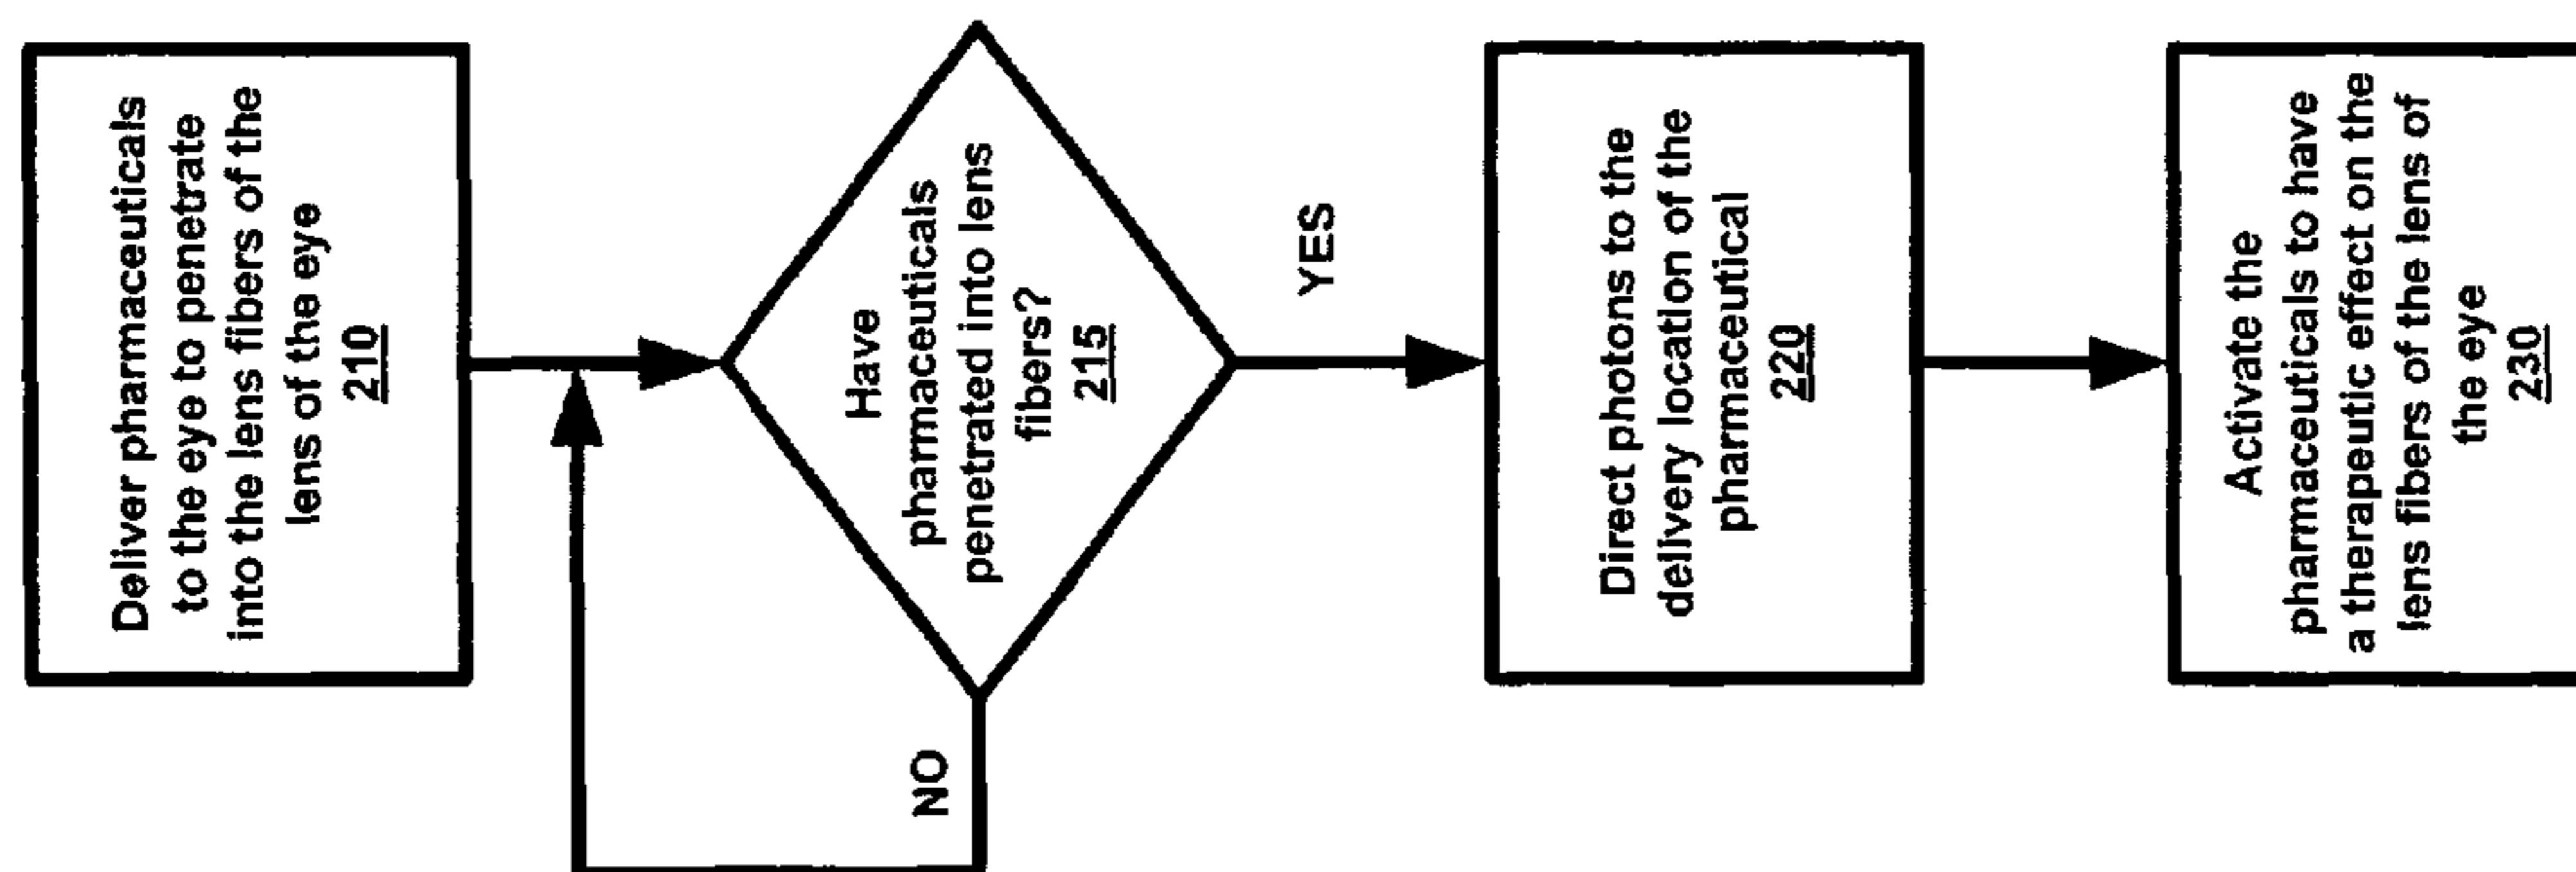 Deliver pharmaceuticals
to the eye to penetrate
into the lens fibers of the
lens of the eye
210
Have
pharmaceuticals
penetrated into lens
fibers?
215
NO
YES
Direct photons to the
delivery location of the
pharmaceutical
220
Activate the
pharmaceuticals to have
a therapeutic effect on the
lens fibers of the lens of
the eye
230